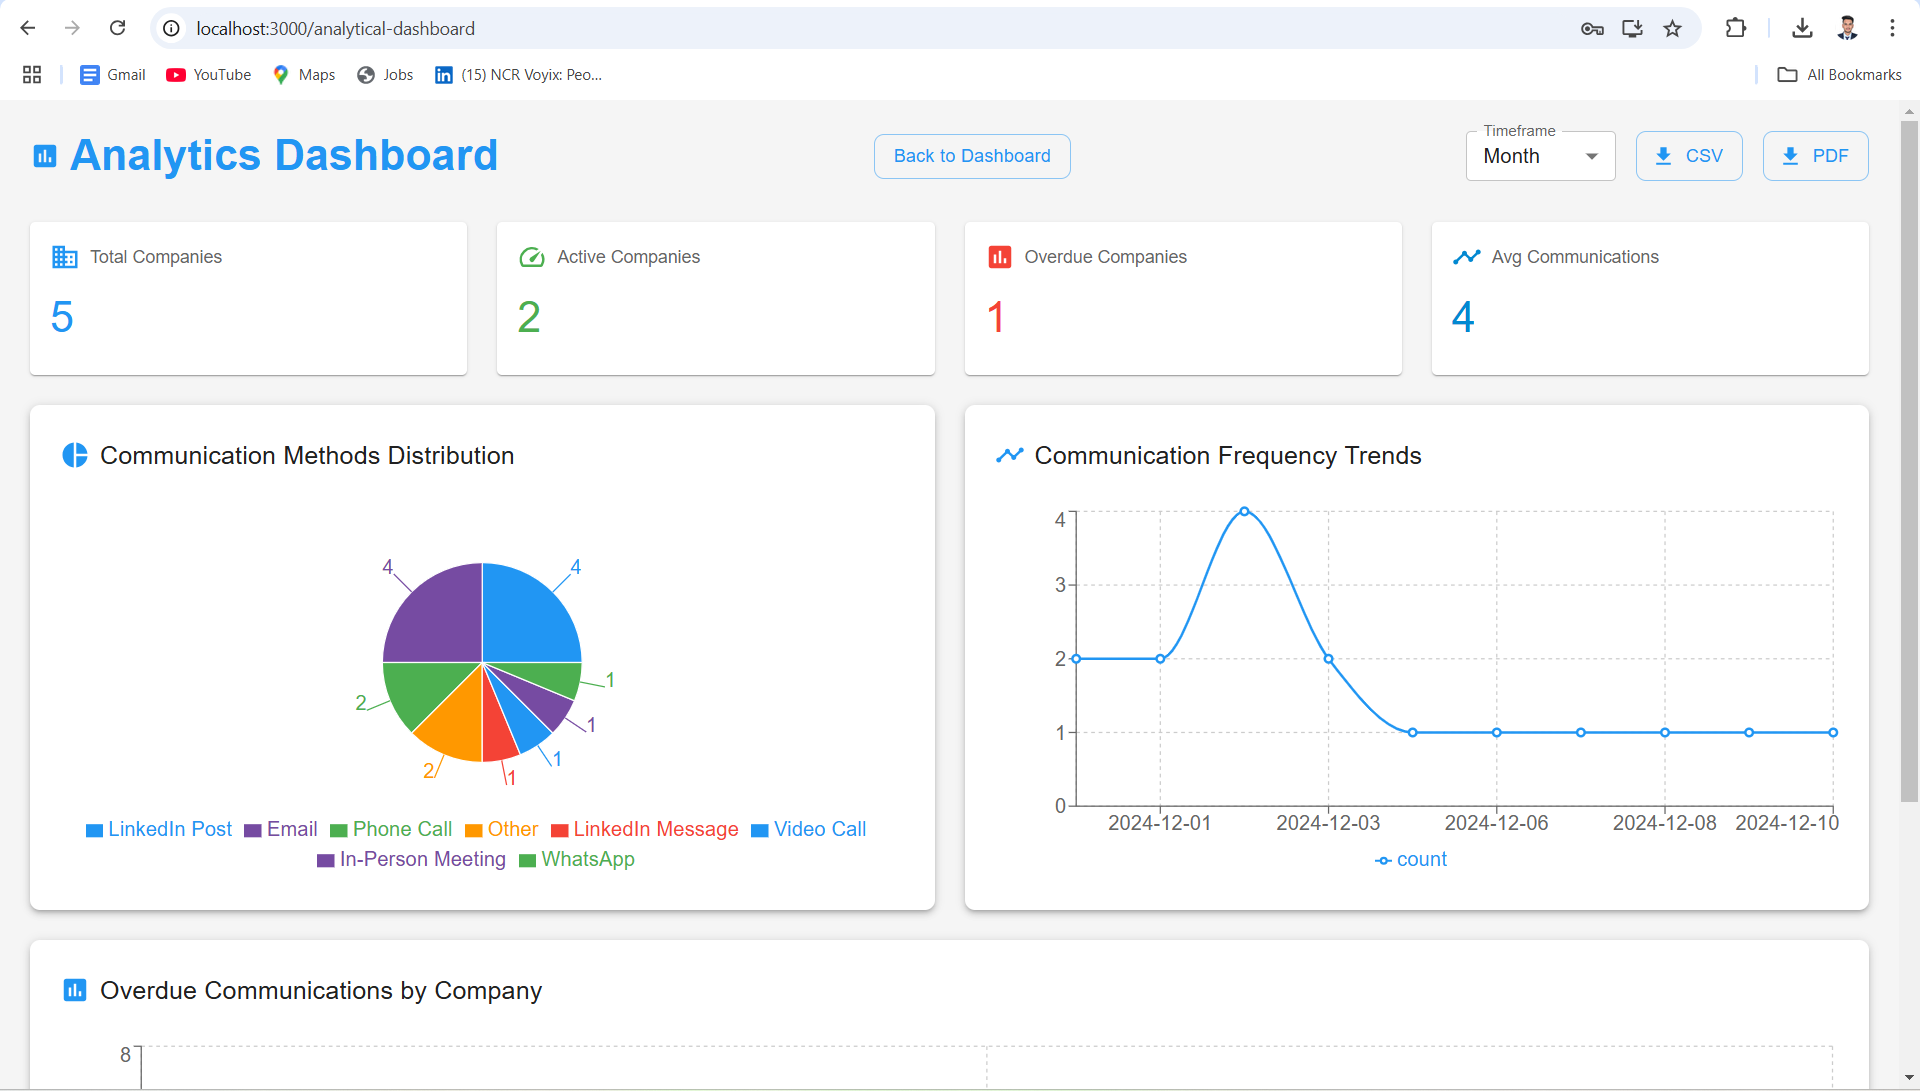 localhost:3000/analytical-dashboard
Gmail YouTube Maps Jobs (15) NCR Voyix: Peo... All Bookmarks
Analytics Dashboard
Back to Dashboard
Timeframe
Month
CSV
PDF
Total Companies
5
Active Companies
2
Overdue Companies
1
Avg Communications
4
Communication Methods Distribution
4 4
1
2
1
1
2
1
LinkedIn Post Email Phone Call Other LinkedIn Message Video Call
In-Person Meeting WhatsApp
Communication Frequency Trends
4
3
2
1
0
2024-12-01 2024-12-03 2024-12-06 2024-12-08 2024-12-10
count
Overdue Communications by Company
8